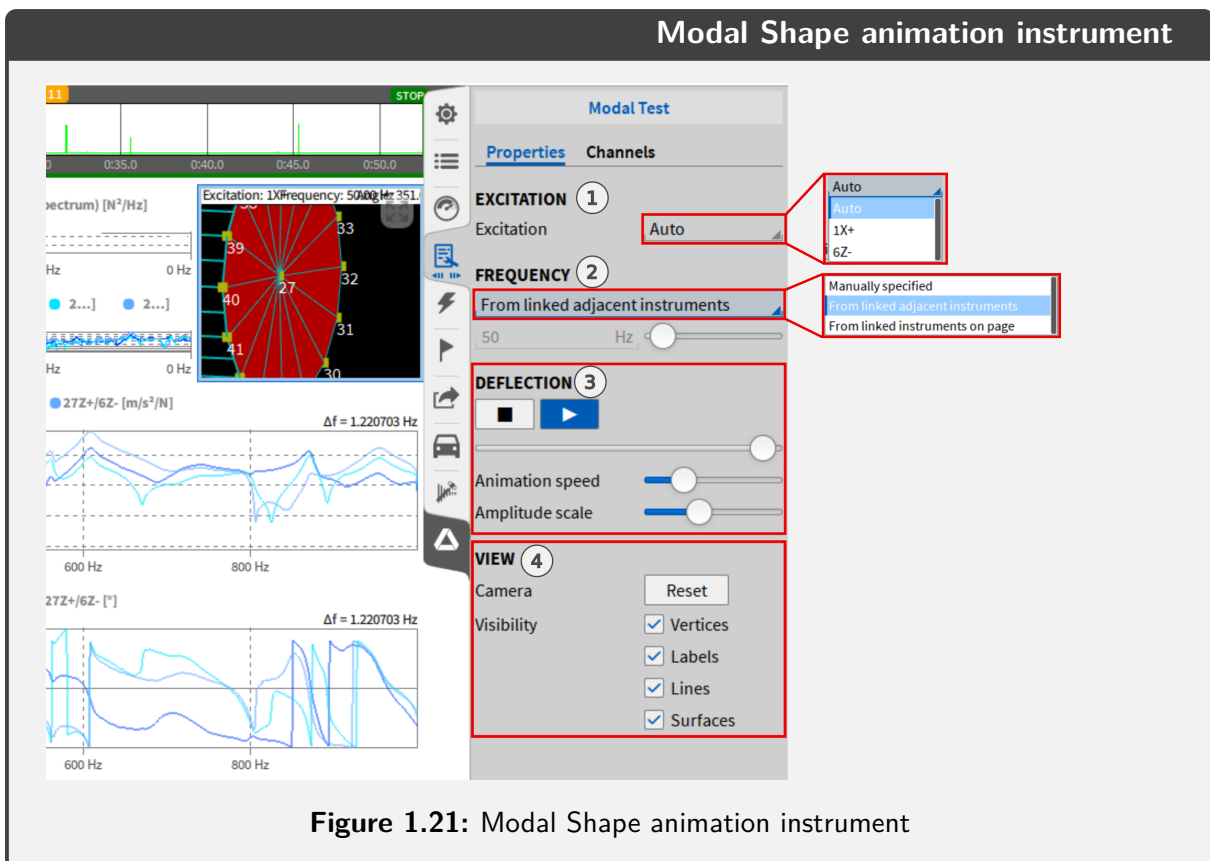 Modal Shape animation instrument
11
STOP
0:35.0 0:40.0 0:45.0 0:50.0
Modal Test
Properties Channels
EXCITATION 1
Excitation Auto
Auto
Auto
1X+
6Z-
FREQUENCY 2
From linked adjacent instruments
Manually specified
From linked adjacent instruments
From linked instruments on page
50 Hz
DEFLECTION 3
Animation speed
Amplitude scale
VIEW 4
Camera Reset
Visibility Vertices
Labels
Lines
Surfaces
Excitation: 1X+
33
39
32
27
40
31
41
30
[N²/Hz]
Hz 0 Hz
2...] 2...]
Hz 0 Hz
27Z+/6Z- [m/s²/N]
Δf = 1.220703 Hz
600 Hz 800 Hz
27Z+/6Z- [°]
Δf = 1.220703 Hz
600 Hz 800 Hz
Figure 1.21: Modal Shape animation instrument